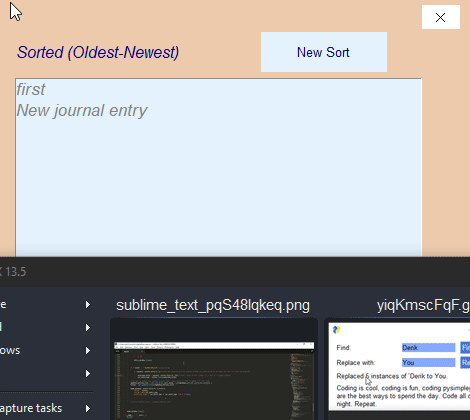 Sorted (Oldest-Newest)
New Sort
first
New journal entry
X 13.5
sublime_text_pqS48lqkeq.png
yiqKmscFqF.g
ows
apture tasks
Find:
Derik
Replace with:
You
Replaced 5 instances of `Derik to You
Coding is cool, coding is fun, coding pysimple
are the best ways to spend the day. Code all
night. Repeat.